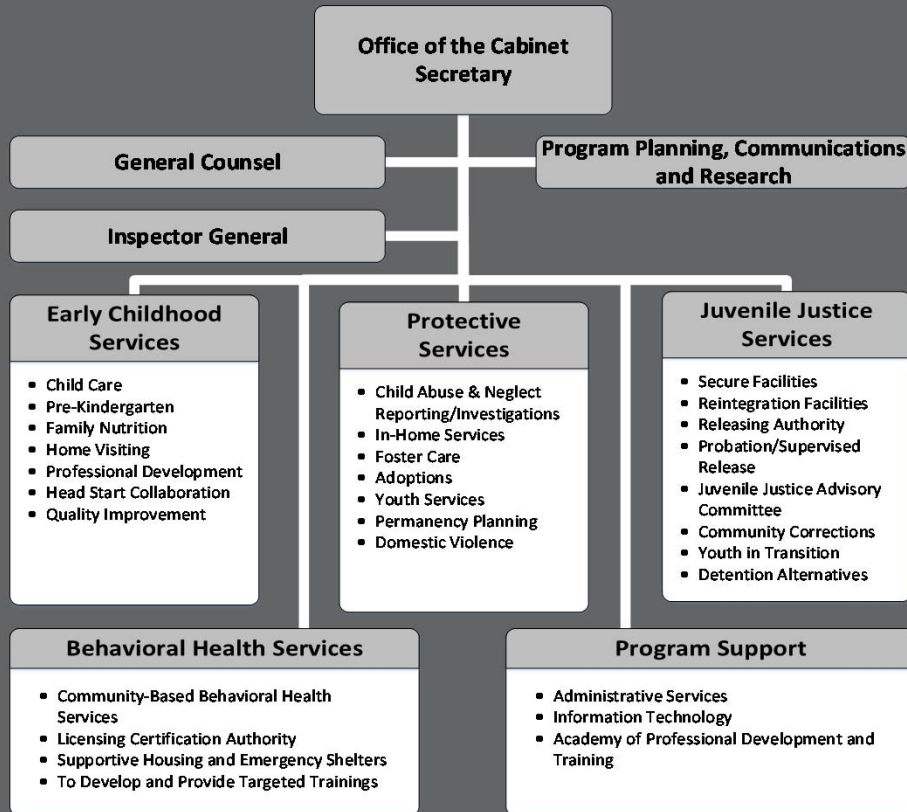 Office of the Cabinet
Secretary
General Counsel
Program Planning, Communications
and Research
Inspector General
Early Childhood
Services
• Child Care
• Pre-Kindergarten
• Family Nutrition
• Home Visiting
• Professional Development
• Head Start Collaboration
• Quality Improvement
Protective
Services
• Child Abuse & Neglect
Reporting/Investigations
• In-Home Services
• Foster Care
• Adoptions
• Youth Services
• Permanency Planning
• Domestic Violence
Juvenile Justice
Services
• Secure Facilities
• Reintegration Facilities
• Releasing Authority
• Probation/Supervised
Release
• Juvenile Justice Advisory
Committee
• Community Corrections
• Youth in Transition
• Detention Alternatives
Behavioral Health Services
• Community-Based Behavioral Health
Services
• Licensing Certification Authority
• Supportive Housing and Emergency Shelters
• To Develop and Provide Targeted Trainings
Program Support
• Administrative Services
• Information Technology
• Academy of Professional Development and
Training